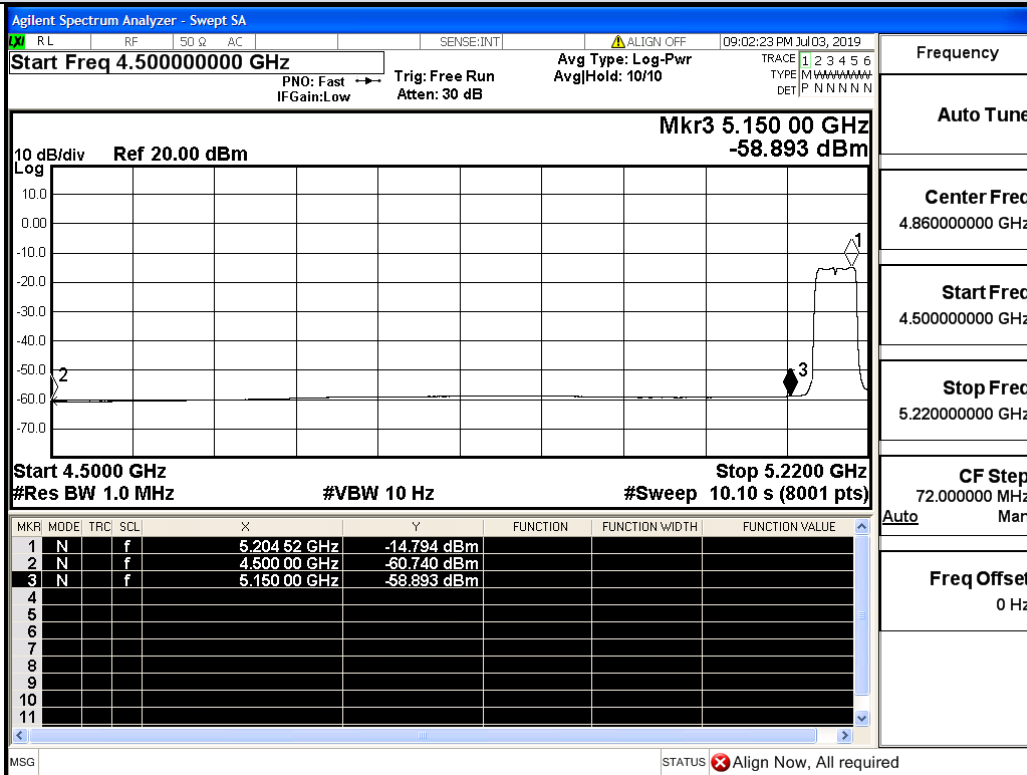 Agilent Spectrum Analyzer - Swept SA
LXI RL RF 50 Ω AC SENSE:INT ALIGN OFF 09:02:23 PM Jul 03, 2019
Start Freq 4.500000000 GHz
PNO: Fast
IFGain:Low
Trig: Free Run
Atten: 30 dB
Avg Type: Log-Pwr
Avg|Hold: 10/10
TRACE 1 2 3 4 5 6
TYPE M WWWWW
DET P N N N N N
Mkr3 5.150 00 GHz
-58.893 dBm
10 dB/div Ref 20.00 dBm
Log
10.0
0.00
-10.0
-20.0
-30.0
-40.0
-50.0
-60.0
-70.0
1
2
3
Start 4.5000 GHz Stop 5.2200 GHz
#Res BW 1.0 MHz #VBW 10 Hz #Sweep 10.10 s (8001 pts)
MKR MODE TRC SCL X Y FUNCTION FUNCTION WIDTH FUNCTION VALUE
1 N f 5.204 52 GHz -14.794 dBm
2 N f 4.500 00 GHz -60.740 dBm
3 N f 5.150 00 GHz -58.893 dBm
4
5
6
7
8
9
10
11
MSG STATUS Align Now, All required
Frequency
Auto Tune
Center Freq
4.860000000 GHz
Start Freq
4.500000000 GHz
Stop Freq
5.220000000 GHz
CF Step
72.000000 MHz
Auto Man
Freq Offset
0 Hz